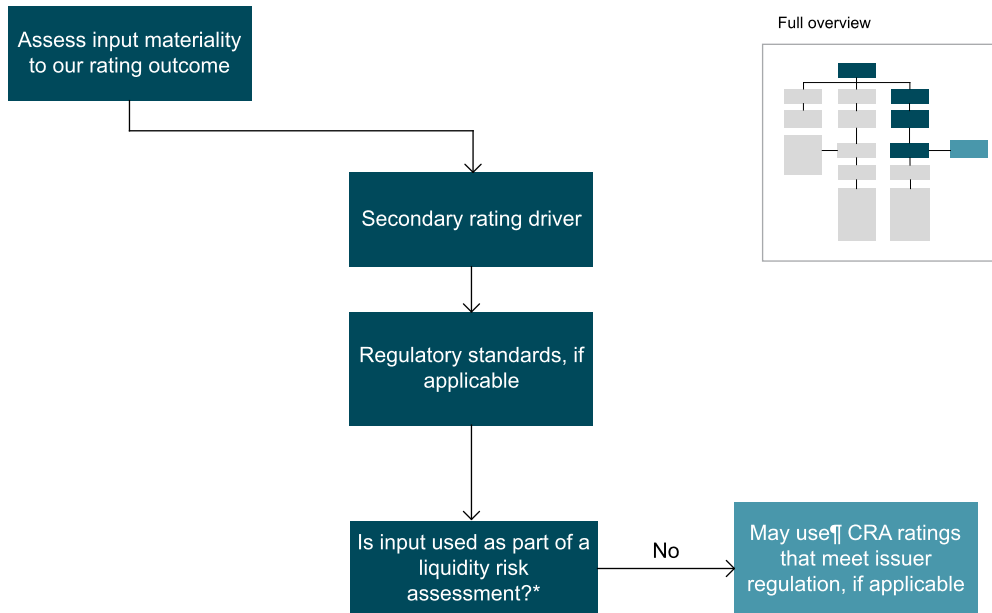 Full overview
Assess input materiality
to our rating outcome
Secondary rating driver
Regulatory standards, if
applicable
Is input used as part of a
liquidity risk
assessment?*
No
May use¶ CRA ratings
that meet issuer
regulation, if applicable